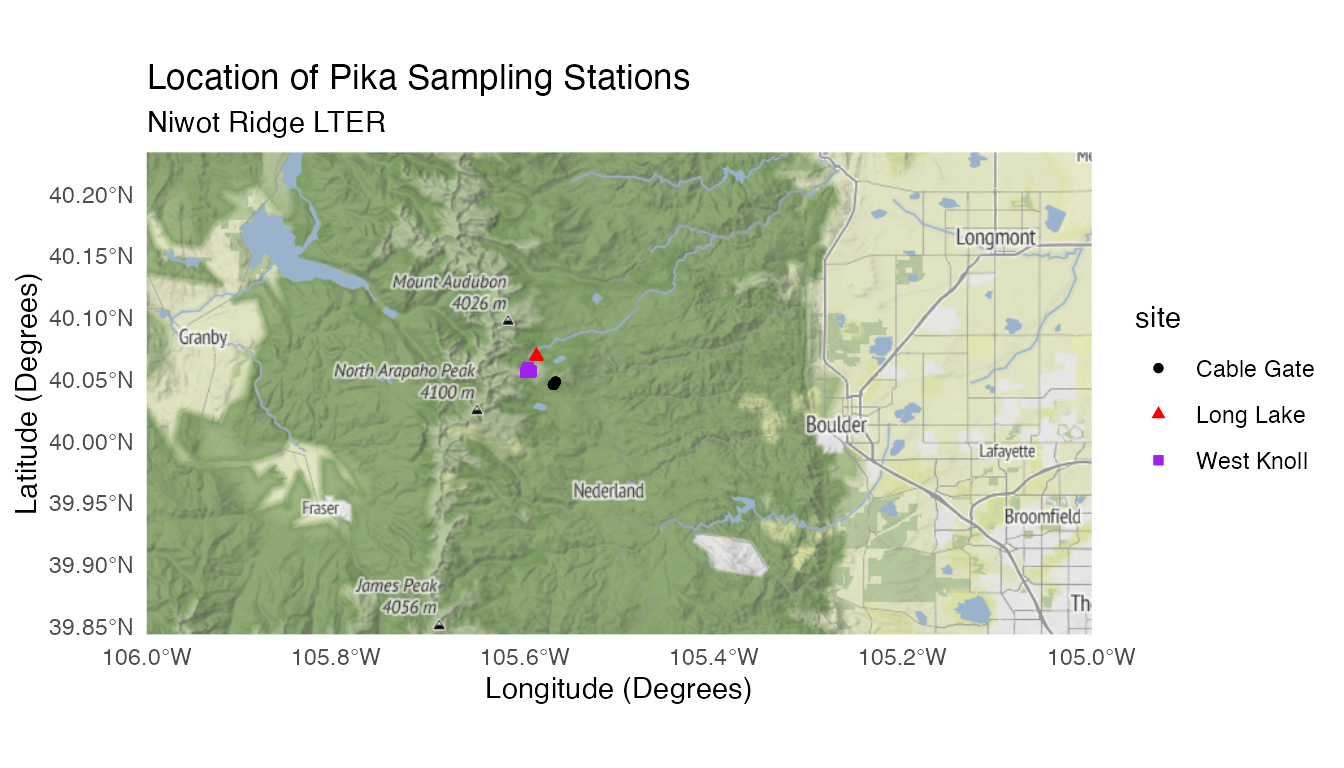 Location of Pika Sampling Stations
Niwot Ridge LTER
40.20°N
40.15°N
40.10°N
40.05°N
40.00°N
39.95°N
39.90°N
39.85°N
Latitude (Degrees)
Longmont
Mount Audubon
4026 m
Granby
North Arapaho Peak
4100 m
Boulder
Lafayette
Nederland
Fraser
Broomfield
James Peak
4056 m
Th
106.0°W
105.8°W
105.6°W
105.4°W
105.2°W
105.0°W
Longitude (Degrees)
site
Cable Gate
Long Lake
West Knoll